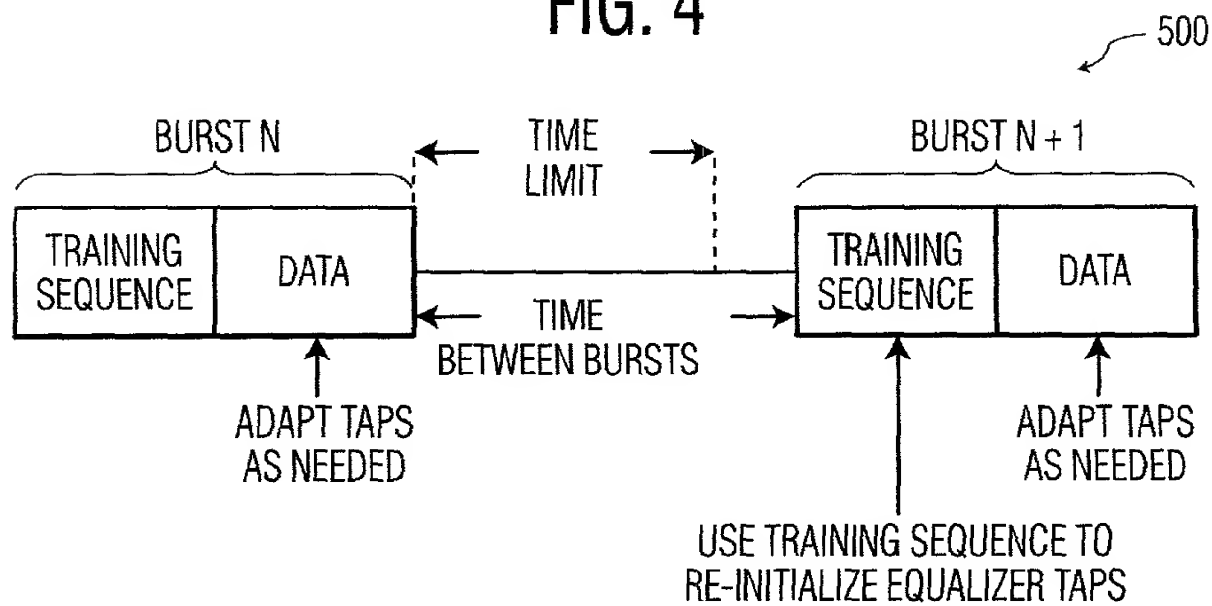 FIG. 4
500
BURST N
TIME
LIMIT
BURST N + 1
TRAINING
SEQUENCE
DATA
TRAINING
SEQUENCE
DATA
TIME
BETWEEN BURSTS
ADAPT TAPS
AS NEEDED
ADAPT TAPS
AS NEEDED
USE TRAINING SEQUENCE TO
RE-INITIALIZE EQUALIZER TAPS